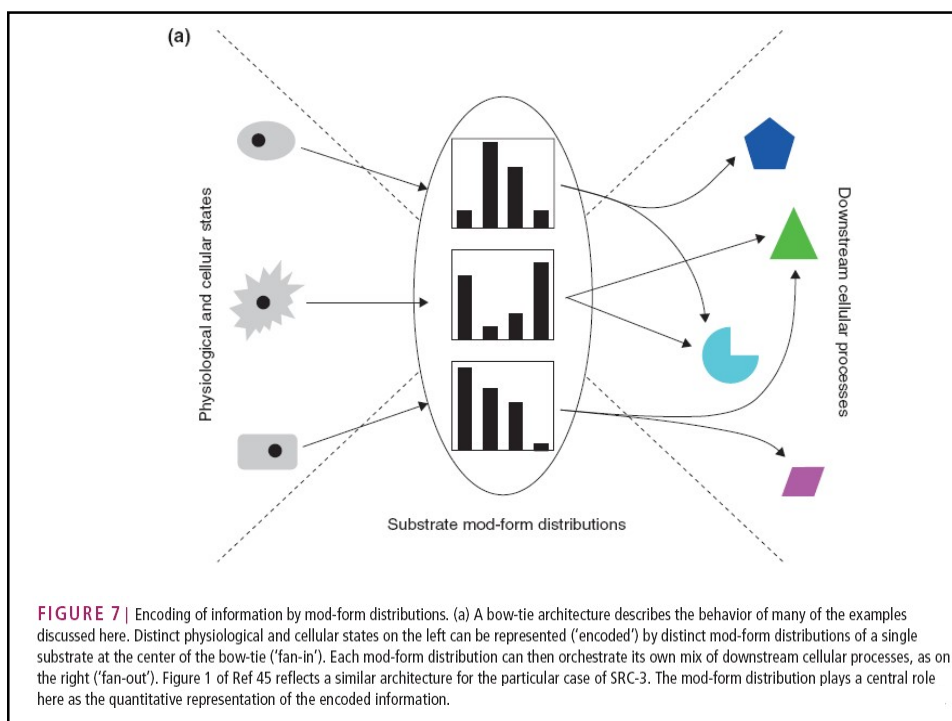 (a)
Physiological and cellular states
Downstream cellular processes
Substrate mod-form distributions
FIGURE 7 | Encoding of information by mod-form distributions. (a) A bow-tie architecture describes the behavior of many of the examples
discussed here. Distinct physiological and cellular states on the left can be represented (‘encoded’) by distinct mod-form distributions of a single
substrate at the center of the bow-tie (‘fan-in’). Each mod-form distribution can then orchestrate its own mix of downstream cellular processes, as on
the right (‘fan-out’). Figure 1 of Ref 45 reflects a similar architecture for the particular case of SRC-3. The mod-form distribution plays a central role
here as the quantitative representation of the encoded information.